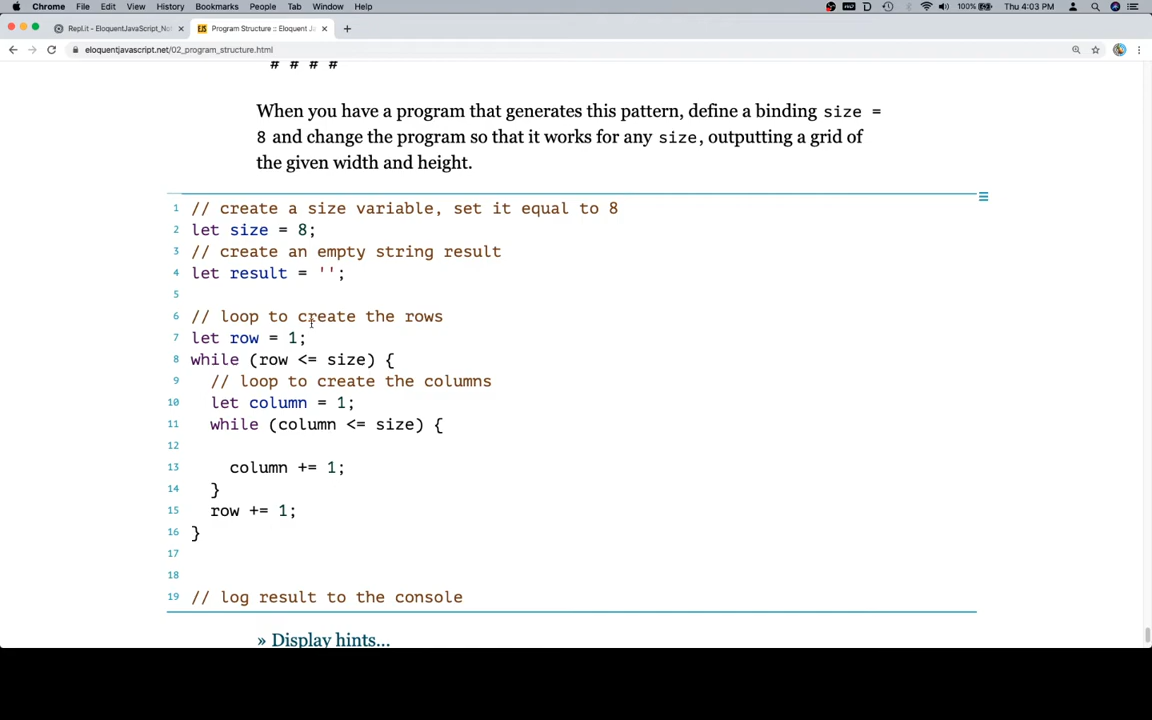 Chrome File Edit View History Bookmarks People Tab Window Help 100% Thu 4:03 PM
Repl.it - EloquentJavaScript_No × Program Structure :: Eloquent Ja × +
eloquentjavascript.net/02_program_structure.html
# # # #
When you have a program that generates this pattern, define a binding size =
8 and change the program so that it works for any size, outputting a grid of
the given width and height.
1 // create a size variable, set it equal to 8
2 let size = 8;
3 // create an empty string result
4 let result = '';
5
6 // loop to create the rows
7 let row = 1;
8 while (row <= size) {
9 // loop to create the columns
10 let column = 1;
11 while (column <= size) {
12
13 column += 1;
14 }
15 row += 1;
16 }
17
18
19 // log result to the console
» Display hints...